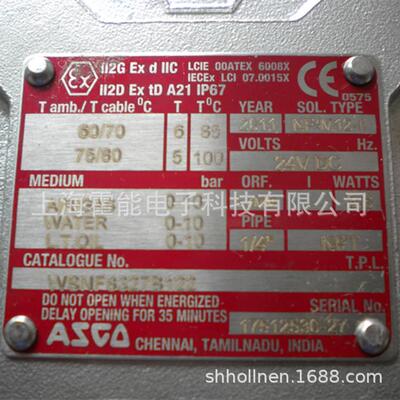 II2G Ex d IIC LCIE 00ATEX 6008X
IECEx LCI 07.0015X
II2D Ex tD A21 IP67
0575
T amb./ T cable °C T T°C YEAR SOL. TYPE
60/70 6 85 2011
75/80 5 100
VOLTS Hz.
24V DC
MEDIUM bar ORF. I WATTS
上海霍能电子科技有限公司
WATER 0-10 PIPE
LT.OIL 0-10 1/4" NPT
CATALOGUE No. T.P.L.
DO NOT OPEN WHEN ENERGIZED
DELAY OPENING FOR 35 MINUTES
SERIAL No.
ASCO
CHENNAI, TAMILNADU, INDIA.
shhollnen.1688.com